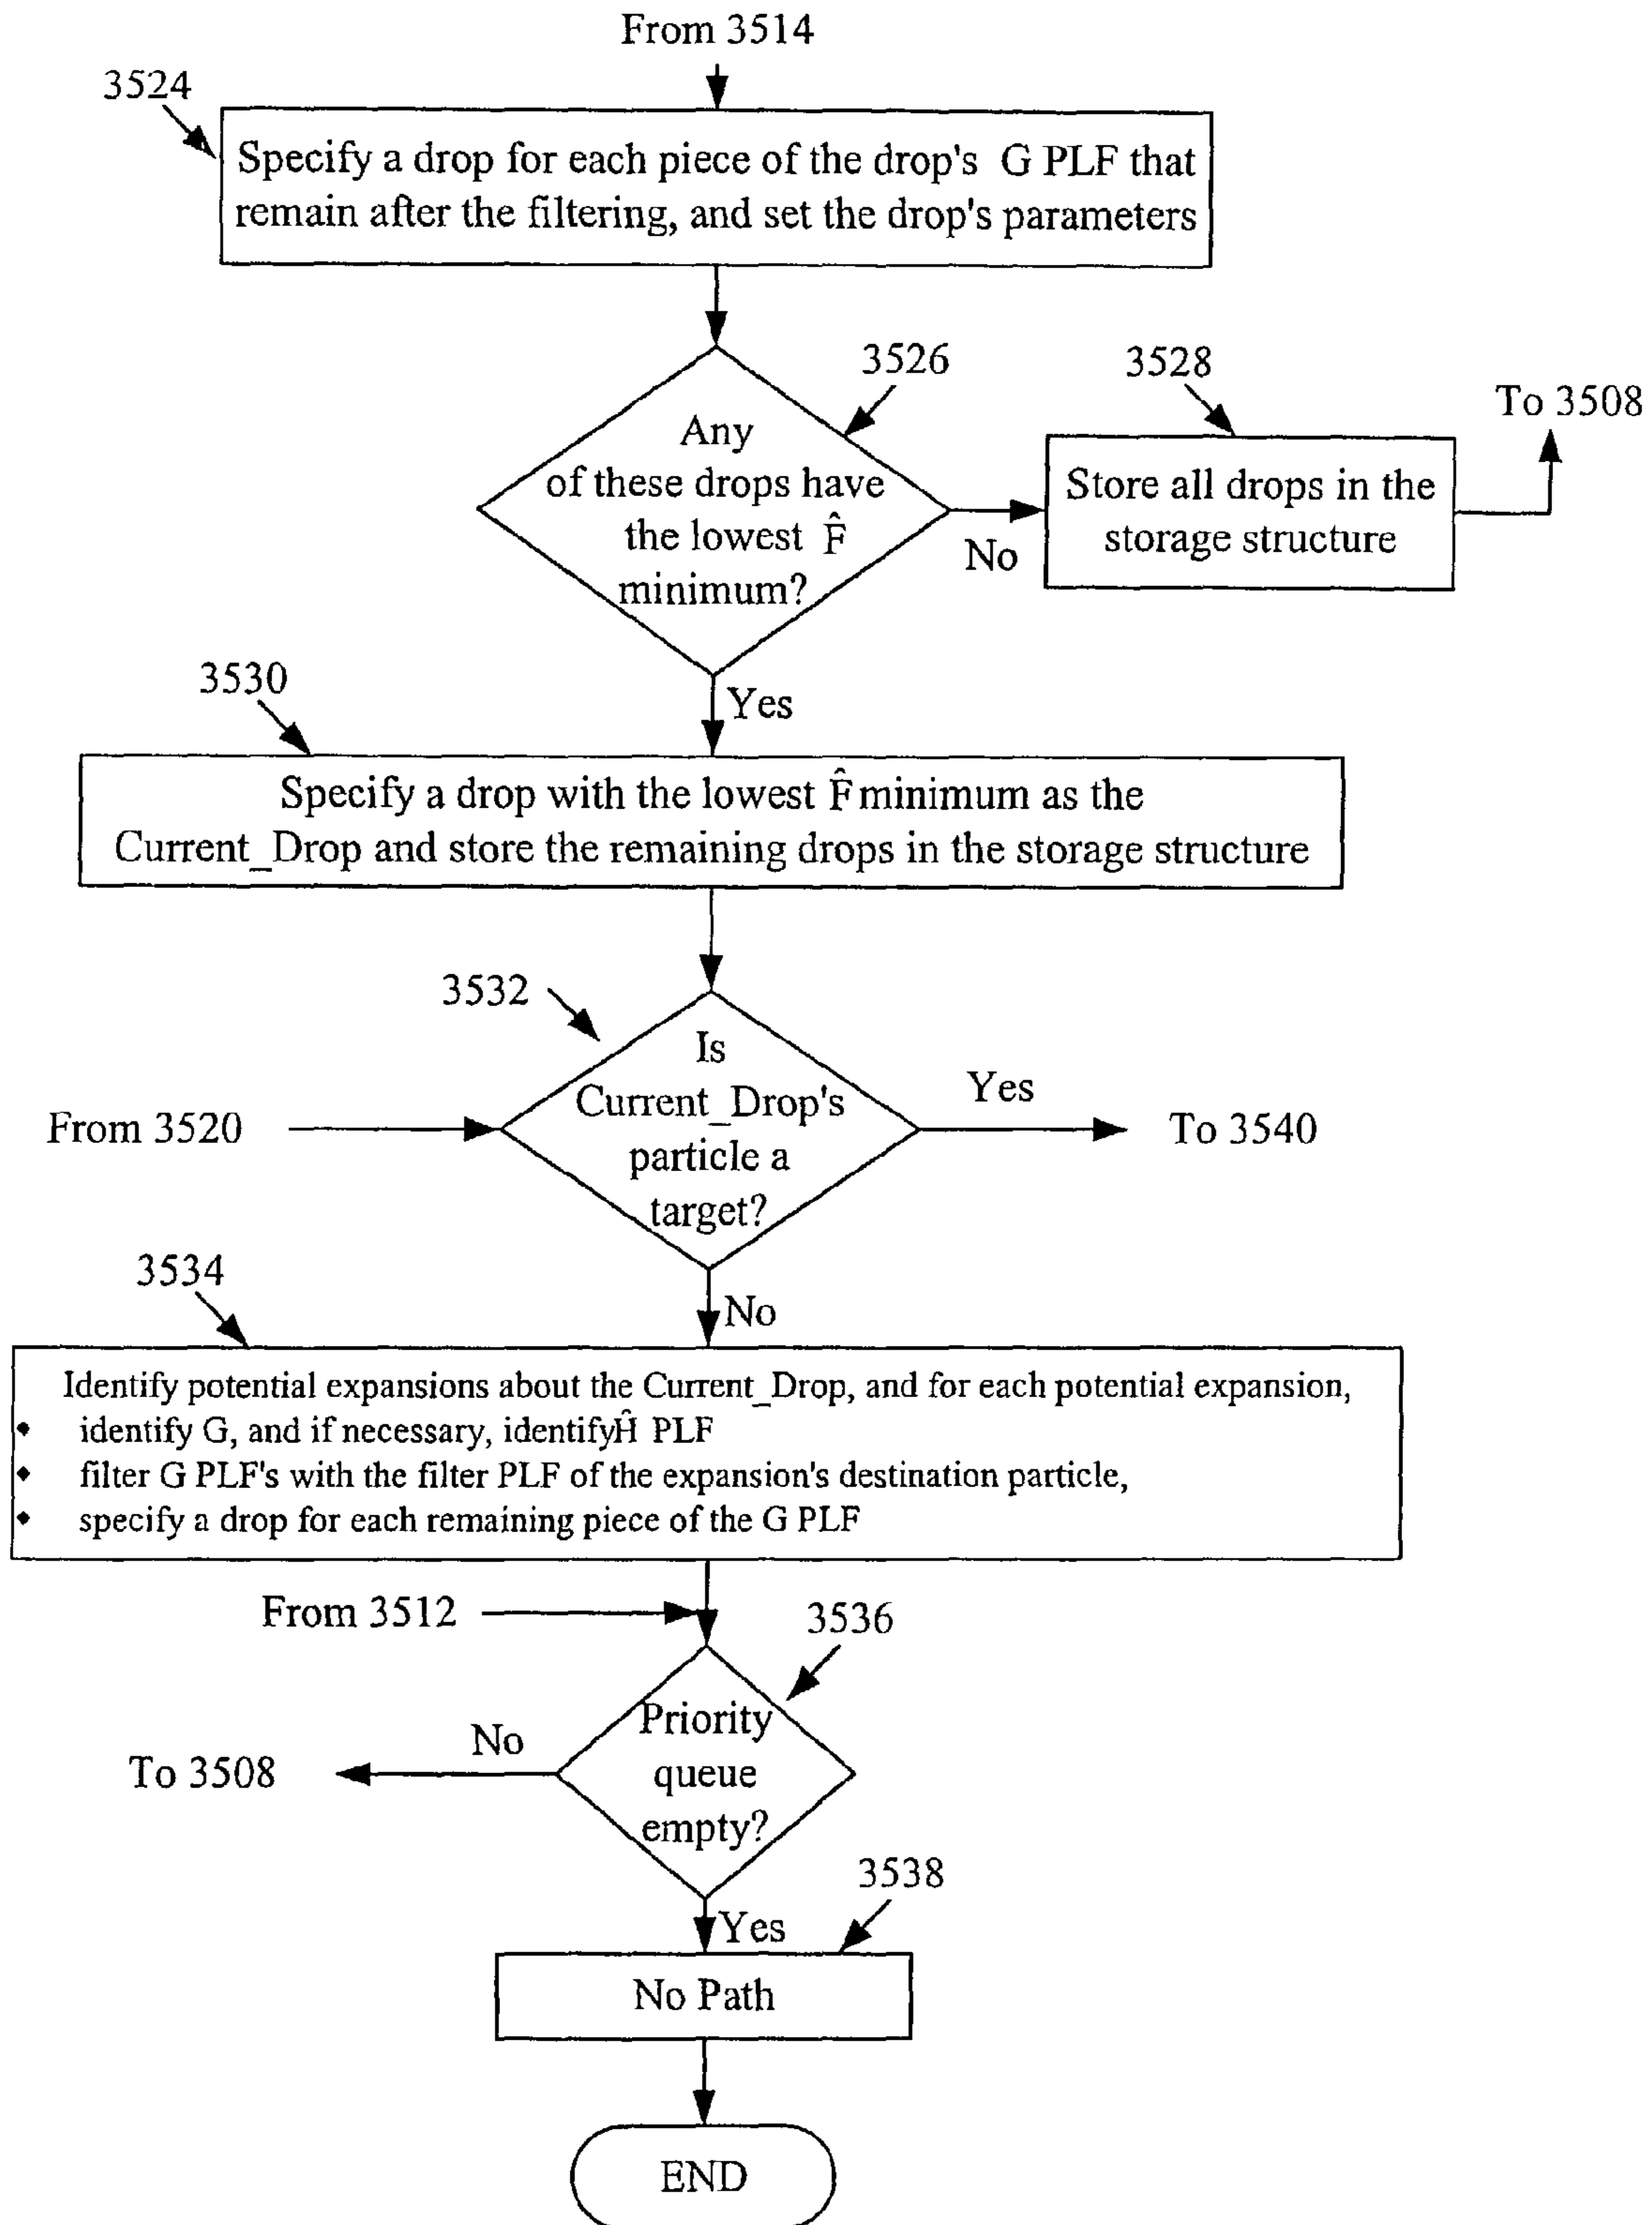 From 3514
3524
Specify a drop for each piece of the drop's G PLF that
remain after the filtering, and set the drop's parameters
3526
3528
To 3508
Any
of these drops have
the lowest F̂
minimum?
No
Store all drops in the
storage structure
Yes
3530
Specify a drop with the lowest F̂ minimum as the
Current_Drop and store the remaining drops in the storage structure
3532
Is
Current_Drop's
particle a
target?
Yes
From 3520
To 3540
No
3534
Identify potential expansions about the Current_Drop, and for each potential expansion,
• identify G, and if necessary, identify Ĥ PLF
• filter G PLF's with the filter PLF of the expansion's destination particle,
• specify a drop for each remaining piece of the G PLF
From 3512
3536
Priority
queue
empty?
No
To 3508
Yes
3538
No Path
END